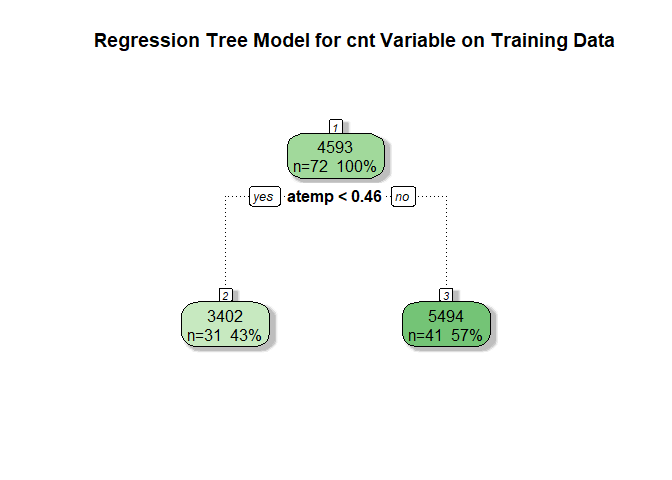 Regression Tree Model for cnt Variable on Training Data
1
4593
n=72 100%
yes atemp < 0.46 no
2
3402
n=31 43%
3
5494
n=41 57%